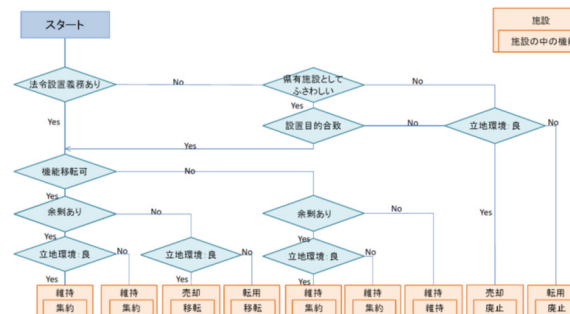 スタート
施設
施設の中の機
法令設置義務あり
No
県有施設として
ふさわしい
No
Yes
Yes
設置目的合致
No
立地環境:良
No
Yes
機能移転可
No
Yes
Yes
余剰あり
No
余剰あり
No
Yes
Yes
立地環境:良
No
立地環境:良
No
立地環境:良
No
Yes
Yes
Yes
維持
集約
維持
集約
売却
移転
転用
移転
維持
集約
維持
集約
維持
維持
売却
廃止
転用
廃止